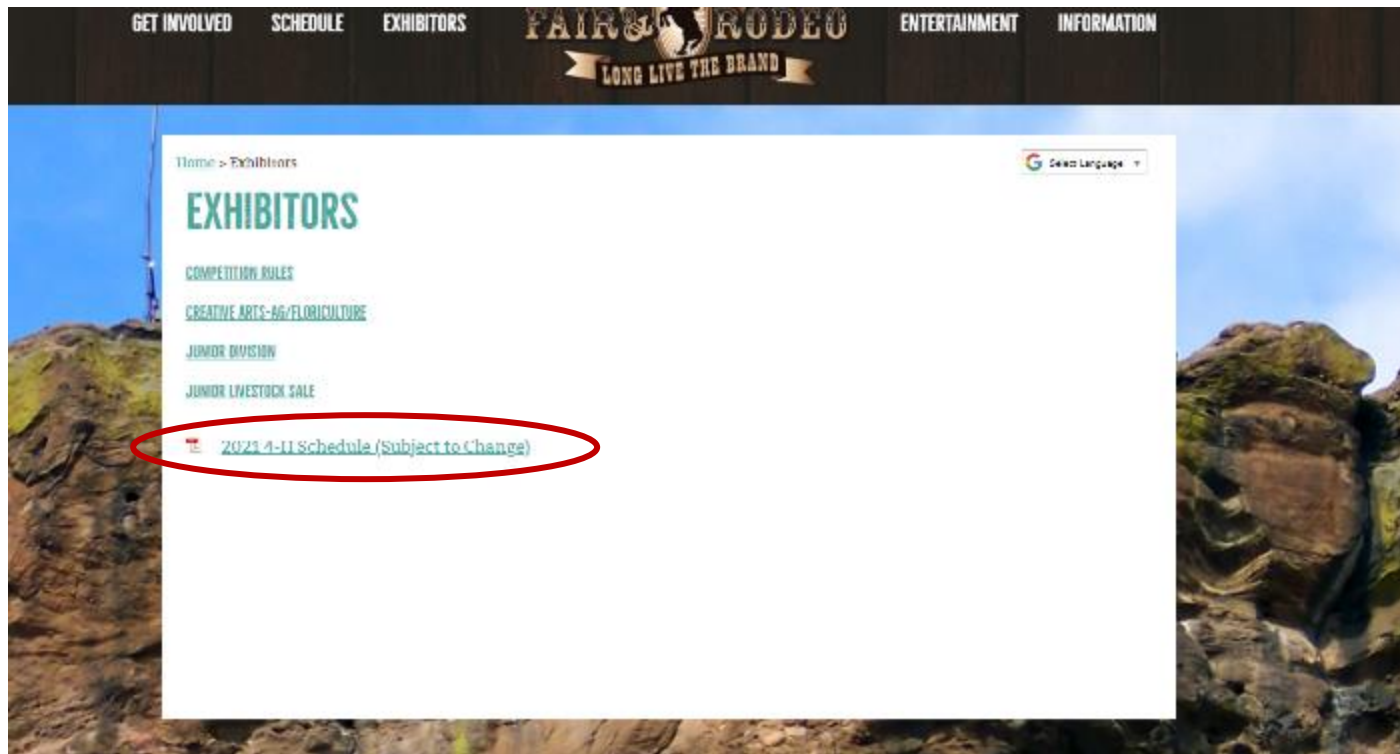 GET INVOLVED SCHEDULE EXHIBITORS FAIR & RODEO ENTERTAINMENT INFORMATION
LONG LIVE THE BRAND
Home > Exhibitors Select Language
EXHIBITORS
COMPETITION RULES
CREATIVE ARTS-AG/FLORICULTURE
JUNIOR DIVISION
JUNIOR LIVESTOCK SALE
2021 4-H Schedule (Subject to Change)